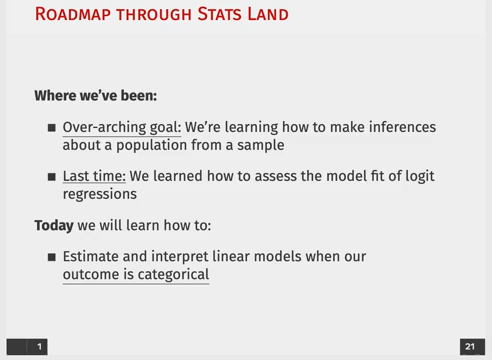 Roadmap through Stats Land
Where we've been:
■ Over-arching goal: We're learning how to make inferences
about a population from a sample
■ Last time: We learned how to assess the model fit of logit
regressions
Today we will learn how to:
■ Estimate and interpret linear models when our
outcome is categorical
1
21